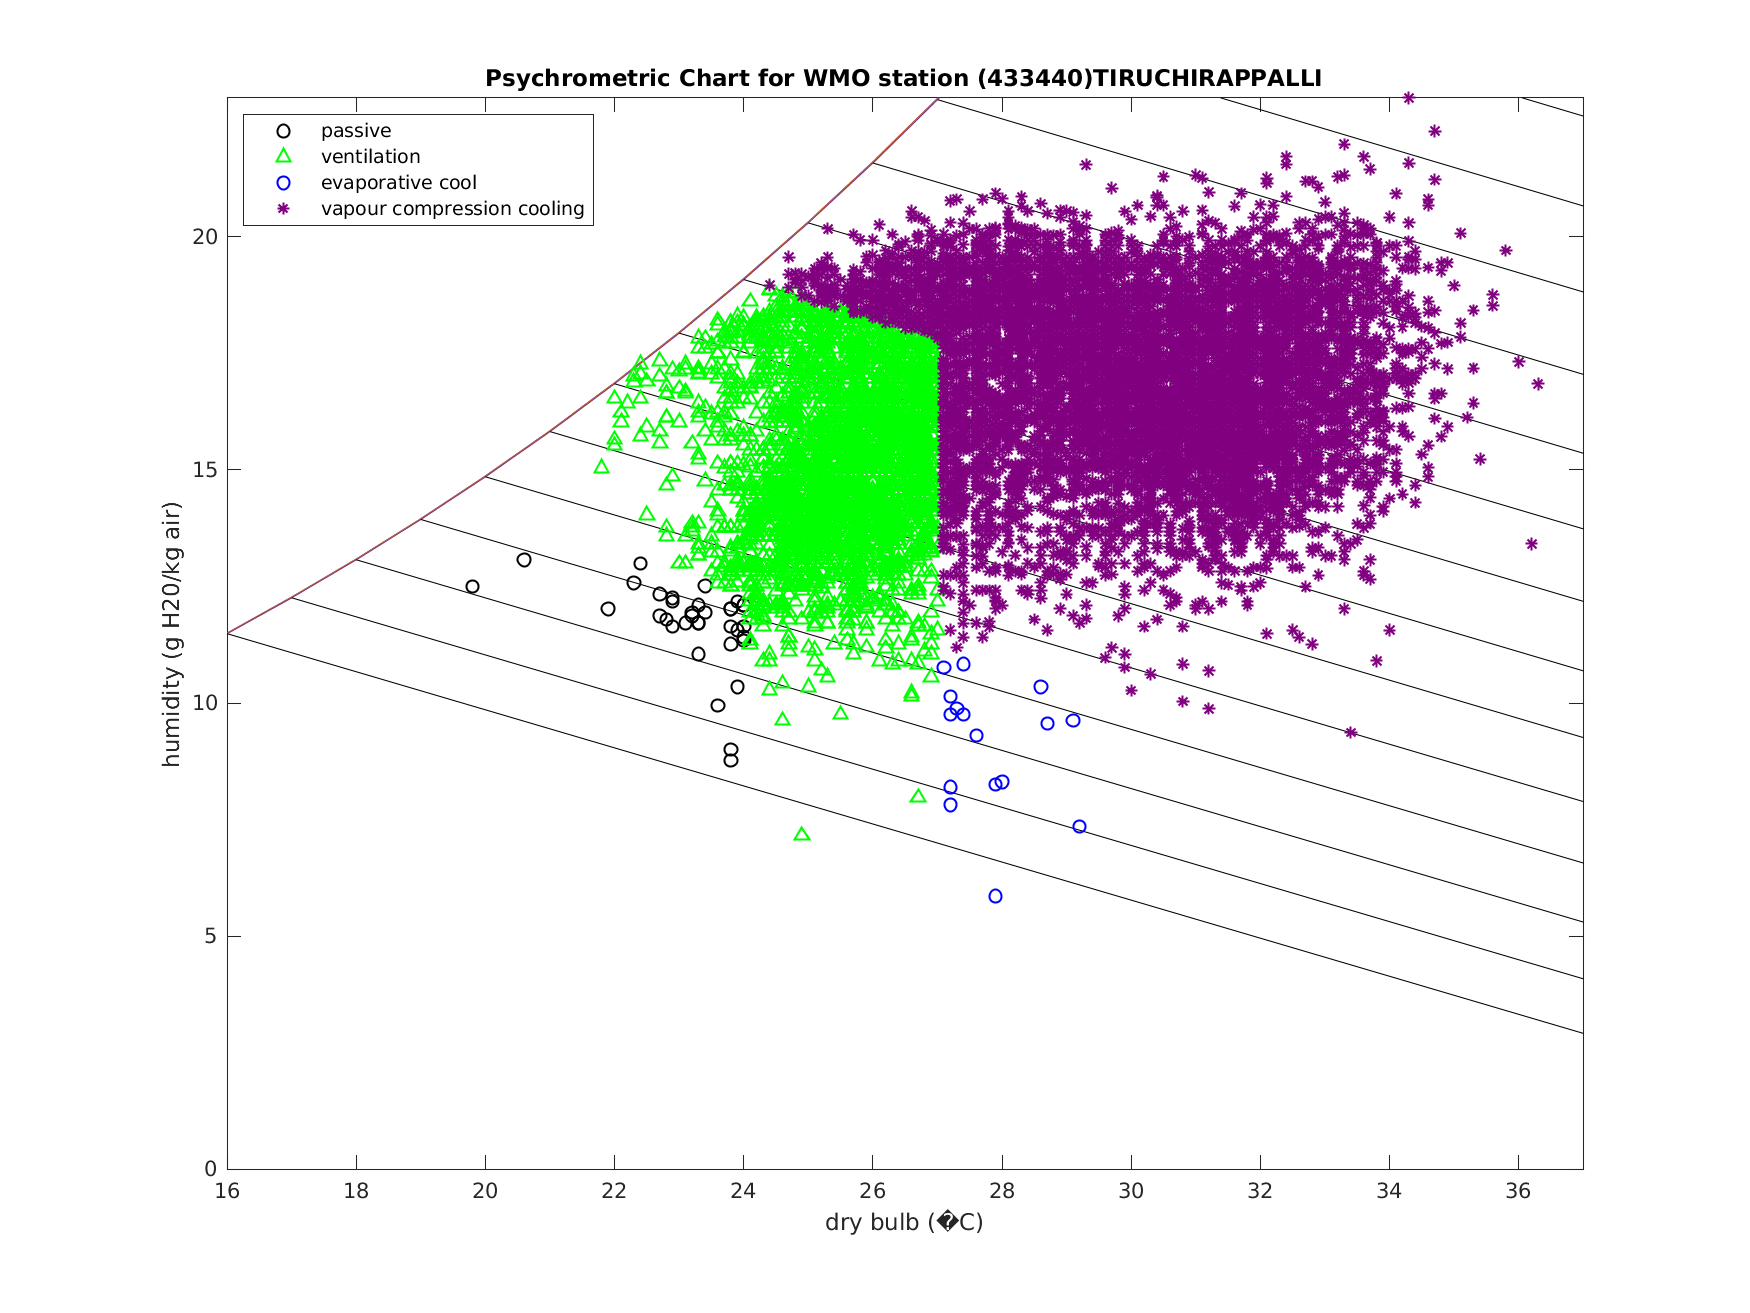 Psychrometric Chart for WMO station (433440)TIRUCHIRAPPALLI
passive
ventilation
evaporative cool
vapour compression cooling
20
15
10
5
0
humidity (g H20/kg air)
16 18 20 22 24 26 28 30 32 34 36
dry bulb (�C)